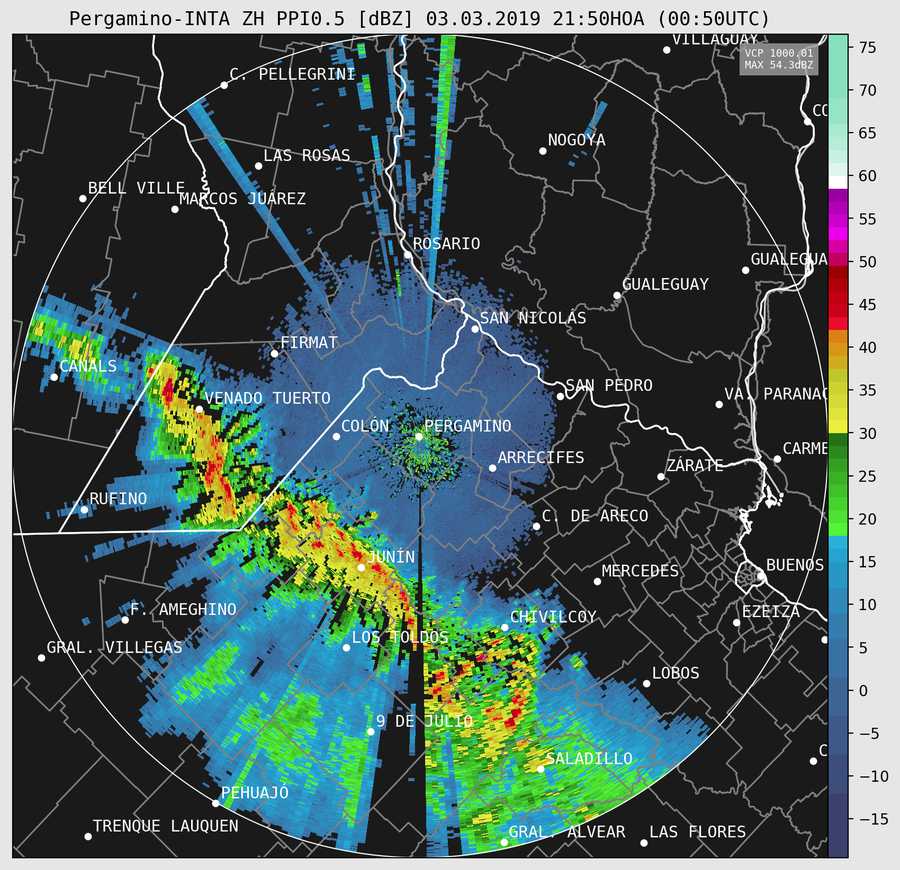 Pergamino-INTA ZH PPI0.5 [dBZ] 03.03.2019 21:50HOA (00:50UTC)
VILLAGUAY
VCP 1000.01
MAX 54.3dBZ
C. PELLEGRINI
CO
NOGOYA
LAS ROSAS
BELL VILLE
MARCOS JUÁREZ
ROSARIO
GUALEGUA
GUALEGUAY
SAN NICOLÁS
FIRMAT
CANALS
SAN PEDRO
VENADO TUERTO
VA. PARANAC
COLÓN
PERGAMINO
CARME
ARRECIFES
ZÁRATE
RUFINO
C. DE ARECO
JUNÍN
MERCEDES
BUENOS
F. AMEGHINO
CHIVILCOY
EZEIZA
LOS TOLDOS
GRAL. VILLEGAS
LOBOS
9 DE JULIO
SALADILLO
C
PEHUAJÓ
TRENQUE LAUQUEN
GRAL. ALVEAR
LAS FLORES
75
70
65
60
55
50
45
40
35
30
25
20
15
10
5
0
−5
−10
−15